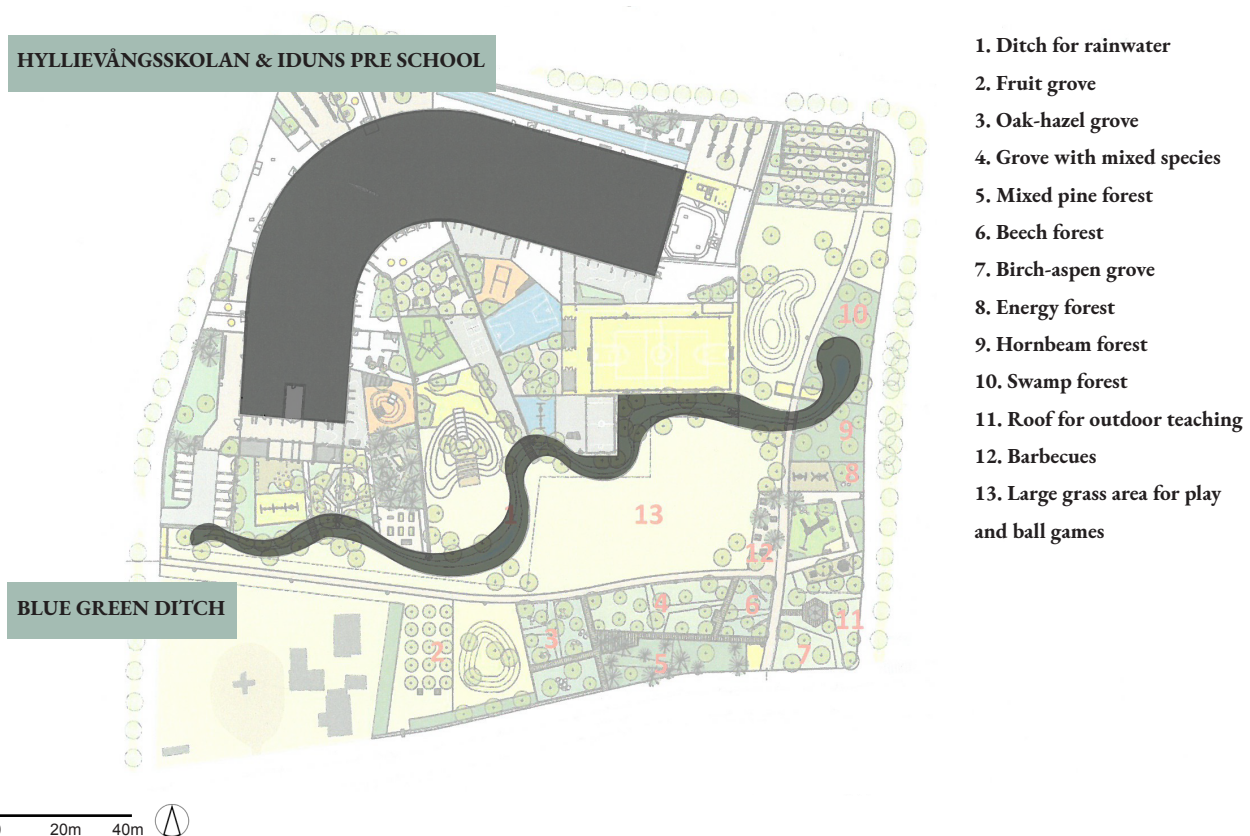 HYLLIEVÅNGSSKOLAN & IDUNS PRE SCHOOL
1. Ditch for rainwater
2. Fruit grove
3. Oak-hazel grove
4. Grove with mixed species
5. Mixed pine forest
6. Beech forest
7. Birch-aspen grove
8. Energy forest
9. Hornbeam forest
10. Swamp forest
11. Roof for outdoor teaching
12. Barbecues
13. Large grass area for play
and ball games
10
9
8
1
13
12
BLUE GREEN DITCH
4
6
11
2
3
5
7
20m
40m